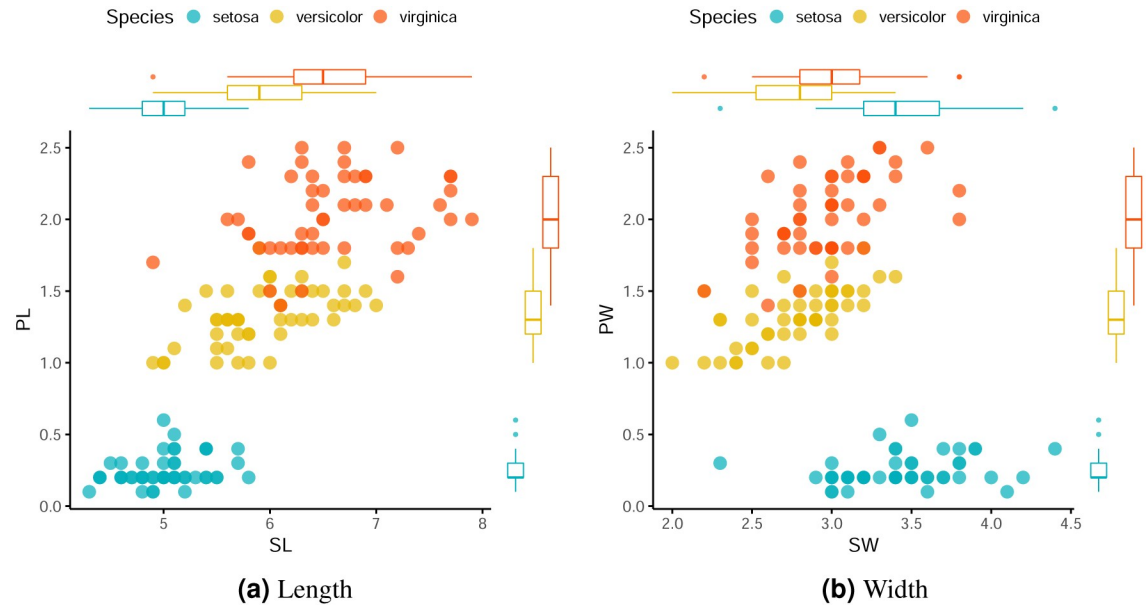 Species setosa versicolor virginica
2.5
2.0
1.5
1.0
0.5
0.0
PL
5 6 7 8
SL
(a) Length
Species setosa versicolor virginica
2.5
2.0
1.5
1.0
0.5
0.0
PW
2.0 2.5 3.0 3.5 4.0 4.5
SW
(b) Width